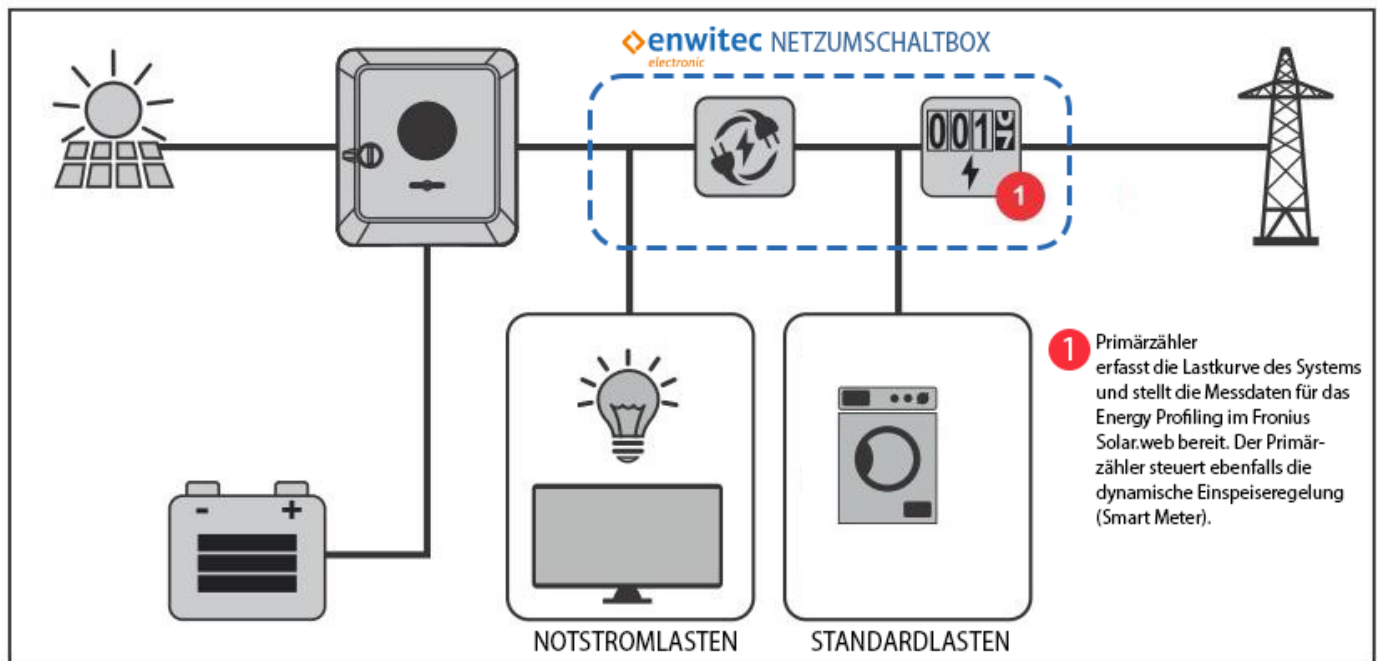 enwitec NETZUMSCHALTBOX
electronic
001
1
- +
1 Primärzähler
erfasst die Lastkurve des Systems
und stellt die Messdaten für das
Energy Profiling im Fronius
Solar.web bereit. Der Primär-
zähler steuert ebenfalls die
dynamische Einspeiseregelung
(Smart Meter).
NOTSTROMLASTEN STANDARDLASTEN